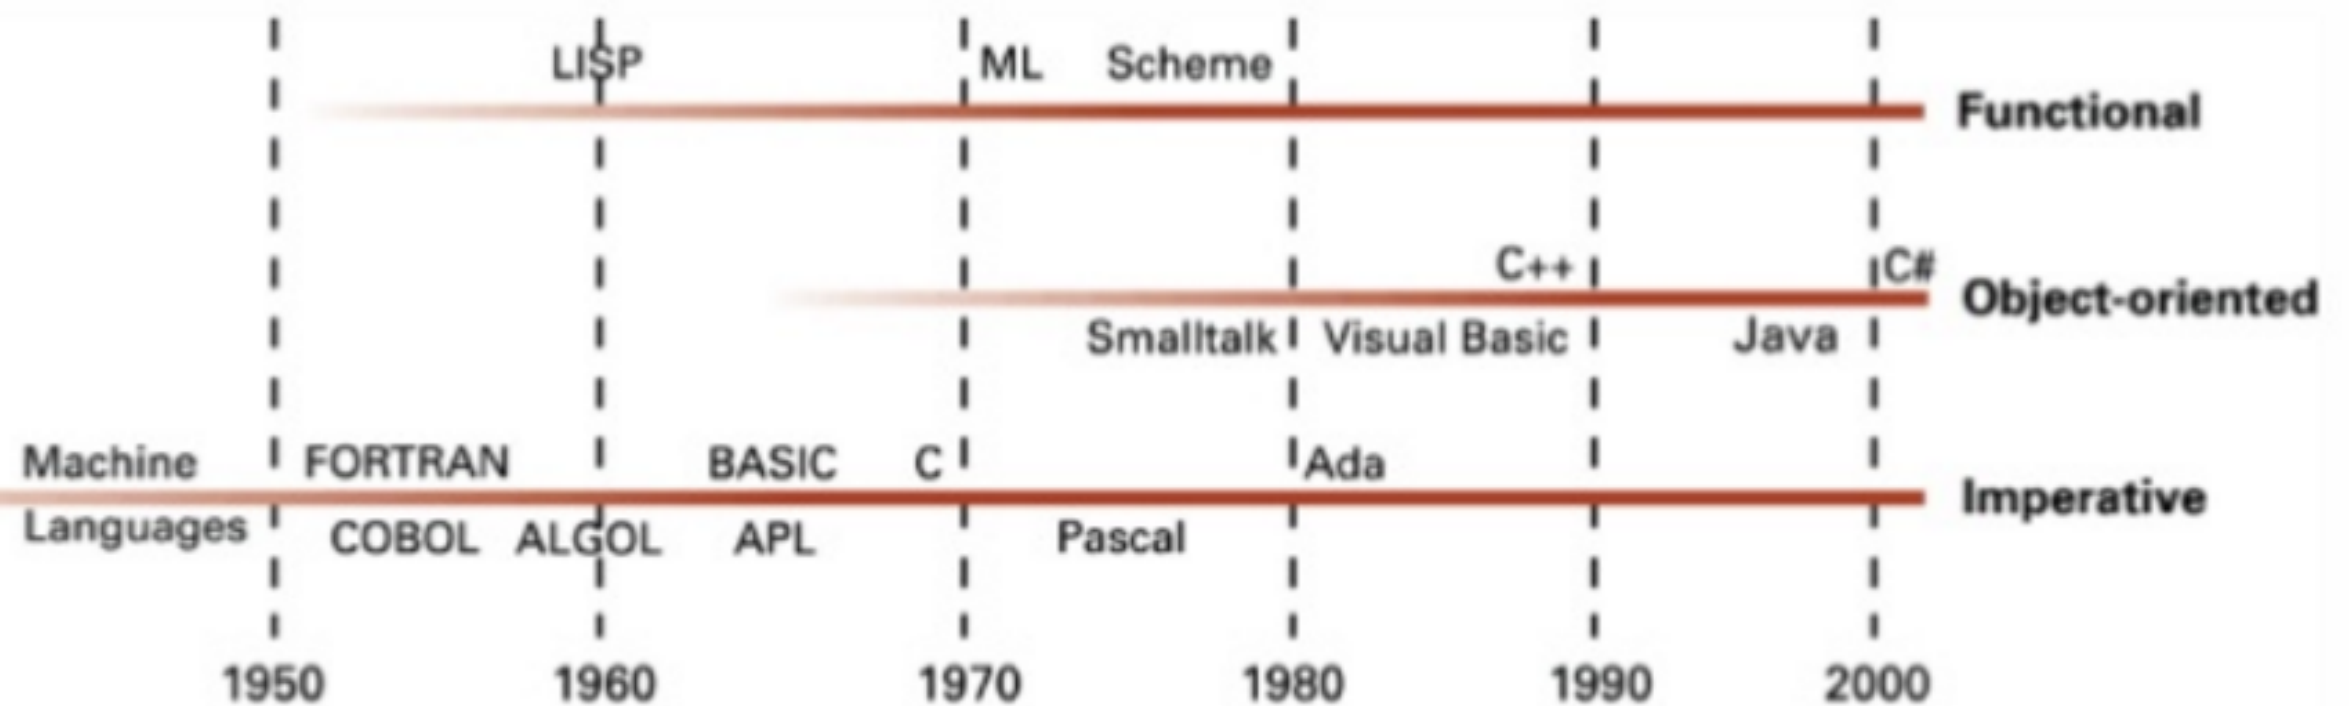 LISP ML Scheme
Functional
C++ C#
Object-oriented
Smalltalk Visual Basic Java
Machine FORTRAN BASIC C Ada
Imperative
Languages COBOL ALGOL APL Pascal
1950 1960 1970 1980 1990 2000